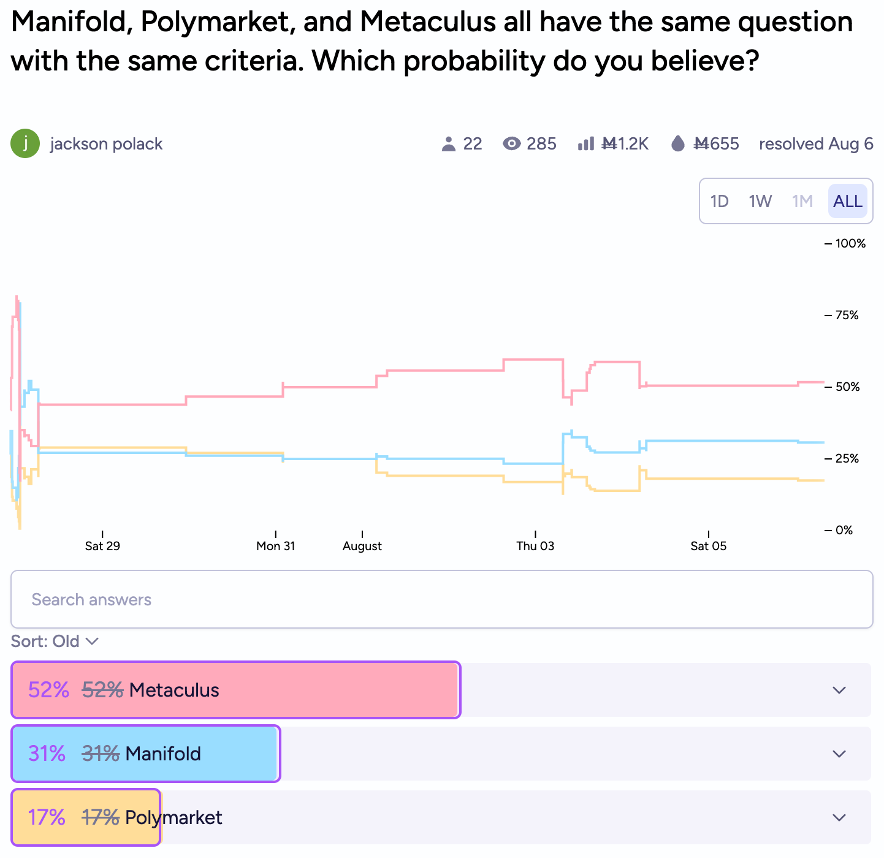 Manifold, Polymarket, and Metaculus all have the same question
with the same criteria. Which probability do you believe?
j jackson polack 22 285 Ṁ1.2K Ṁ655 resolved Aug 6
1D 1W 1M ALL
100%
75%
50%
25%
0%
Sat 29 Mon 31 August Thu 03 Sat 05
Search answers
Sort: Old
52% 52% Metaculus
31% 31% Manifold
17% 17% Polymarket